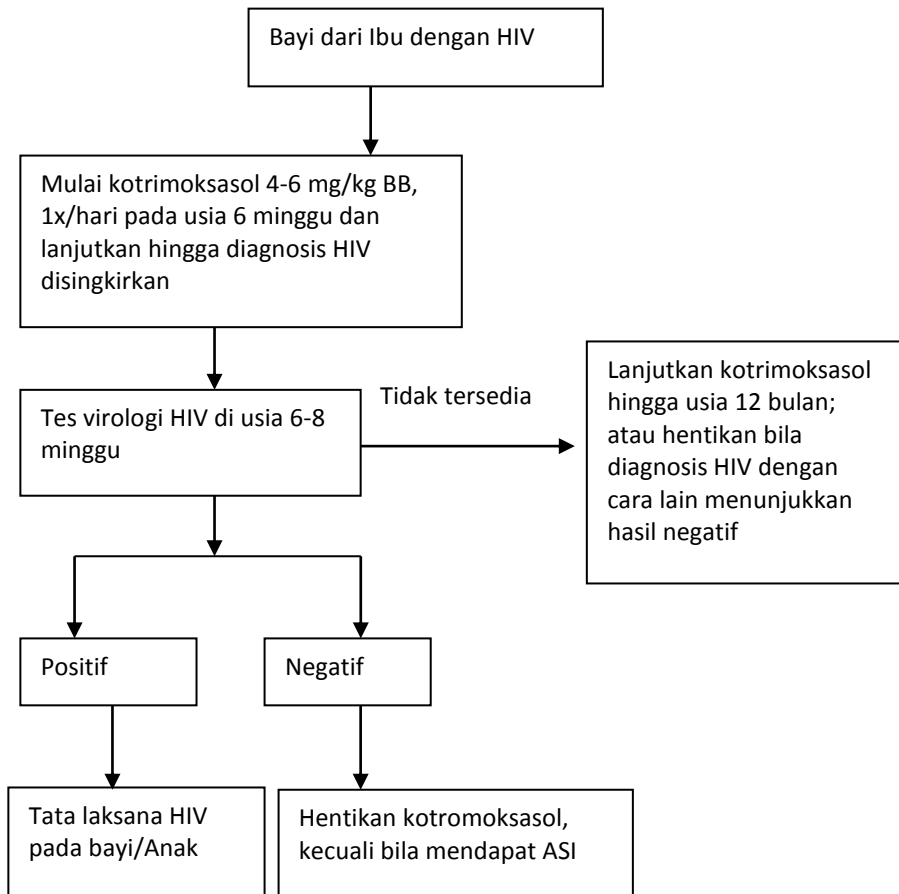 Bayi dari Ibu dengan HIV
Mulai kotrimoksasol 4-6 mg/kg BB,
1x/hari pada usia 6 minggu dan
lanjutkan hingga diagnosis HIV
disingkirkan
Tes virologi HIV di usia 6-8
minggu
Tidak tersedia
Lanjutkan kotrimoksasol
hingga usia 12 bulan;
atau hentikan bila
diagnosis HIV dengan
cara lain menunjukkan
hasil negatif
Positif
Negatif
Tata laksana HIV
pada bayi/Anak
Hentikan kotromoksasol,
kecuali bila mendapat ASI